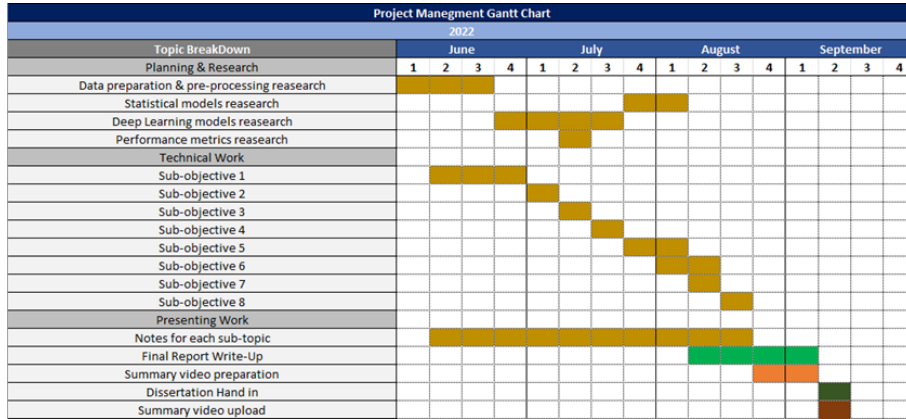 Project Manegment Gantt Chart
2022
Topic BreakDown June July August September
Planning & Research 1 2 3 4 1 2 3 4 1 2 3 4 1 2 3 4
Data preparation & pre-processing reasearch
Statistical models reasearch
Deep Learning models reasearch
Performance metrics reasearch
Technical Work
Sub-objective 1
Sub-objective 2
Sub-objective 3
Sub-objective 4
Sub-objective 5
Sub-objective 6
Sub-objective 7
Sub-objective 8
Presenting Work
Notes for each sub-topic
Final Report Write-Up
Summary video preparation
Dissertation Hand in
Summary video upload